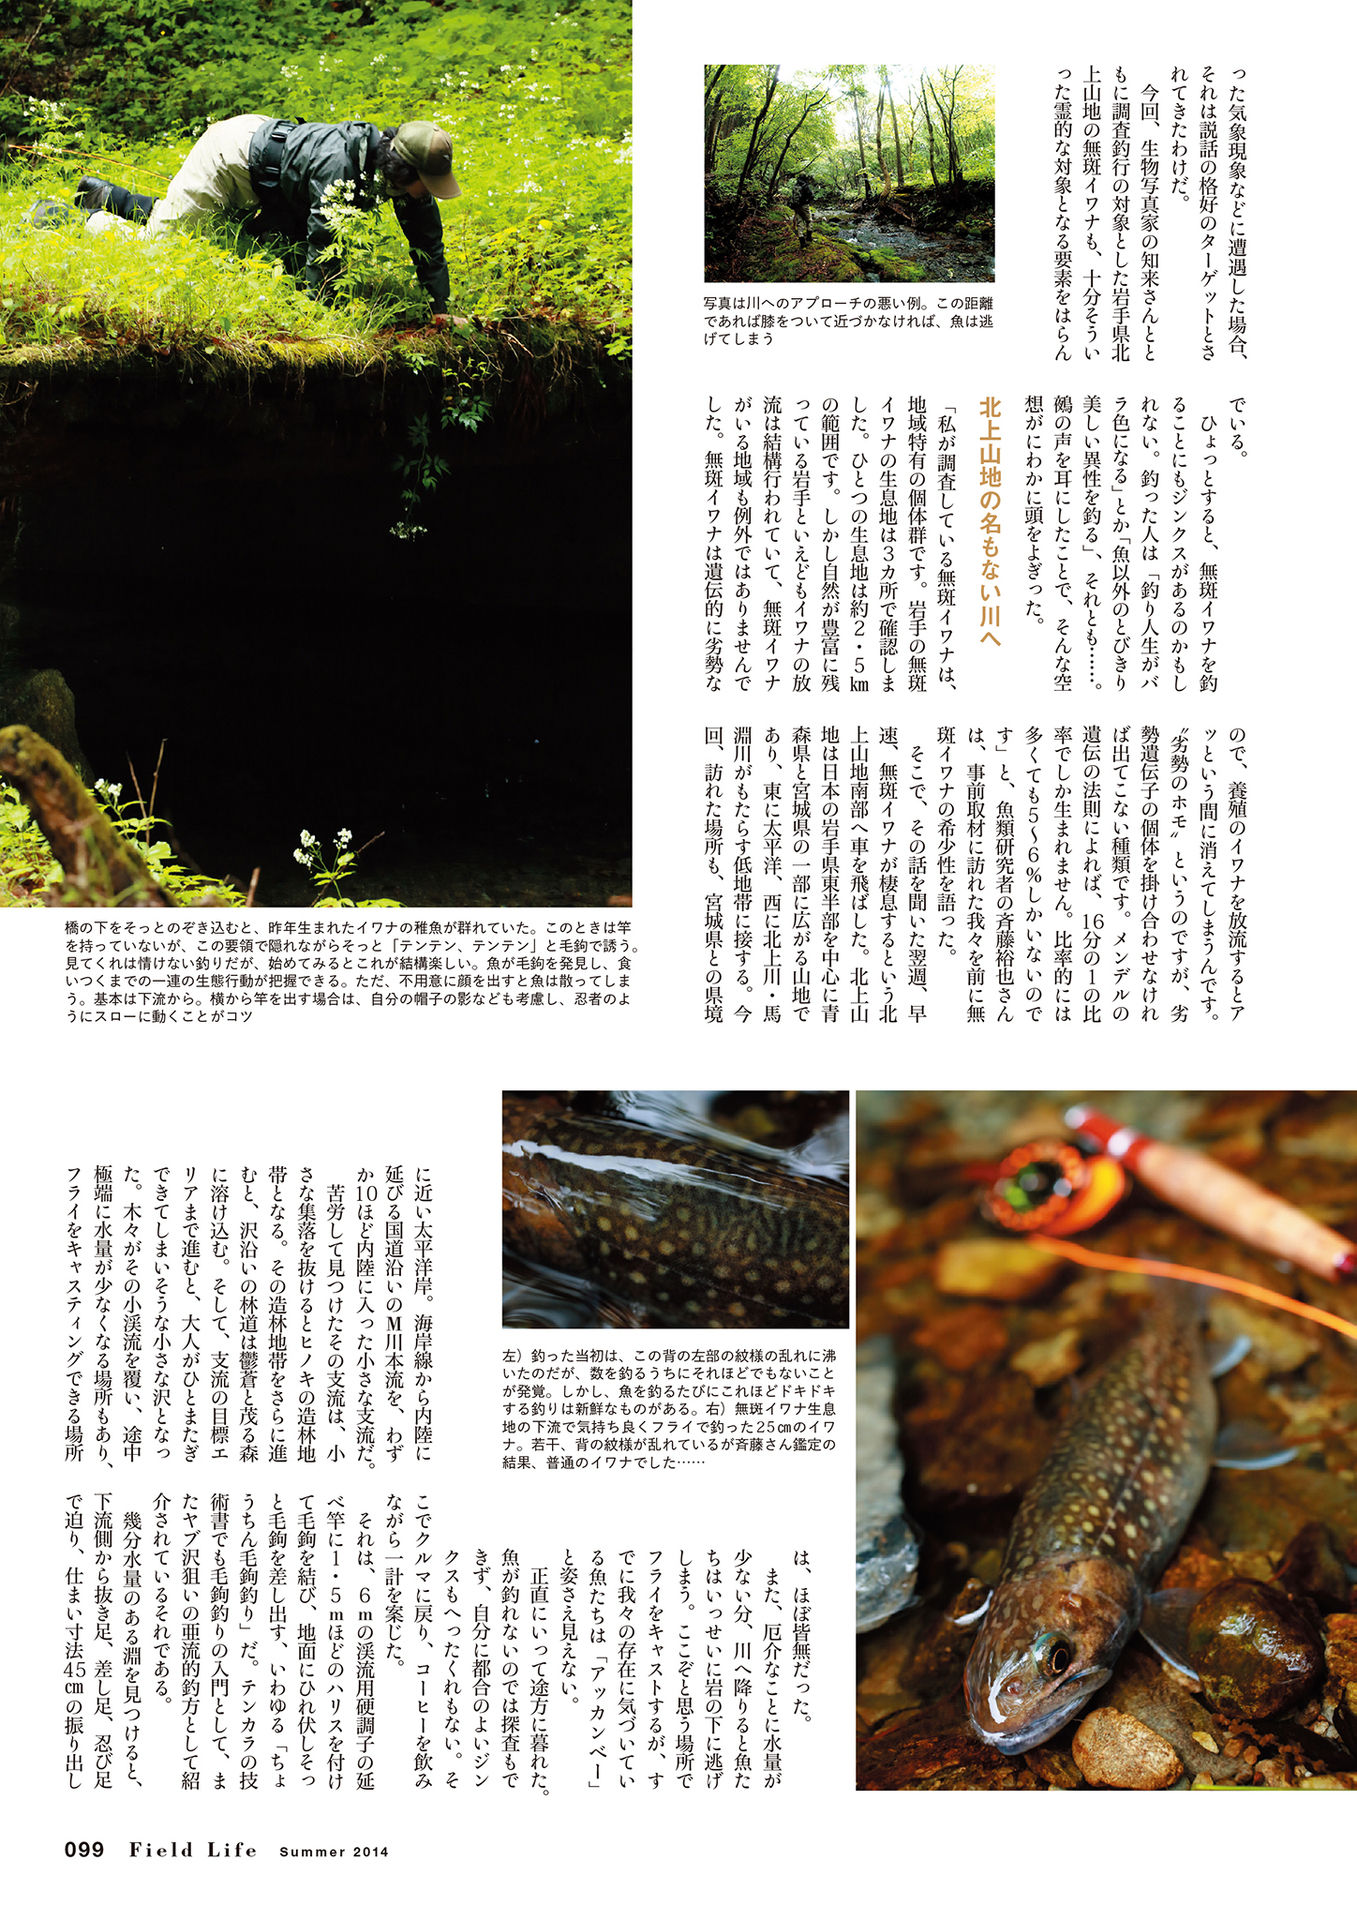 った気象現象などに遭遇した場合、
それは説話の格好のターゲットとさ
れてきたわけだ。
今回、生物写真家の知来さんとと
もに調査釣行の対象とした岩手県北
上山地の無斑イワナも、十分そうい
った霊的な対象となる要素をはらん
写真は川へのアプローチの悪い例。この距離
であれば膝をついて近づかなければ、魚は逃
げてしまう
でいる。
ひょっとすると、無斑イワナを釣
ることにもジンクスがあるのかもし
れない。釣った人は「釣り人生がバ
ラ色になる」とか「魚以外のとびきり
美しい異性を釣る」、それとも……。
鵺の声を耳にしたことで、そんな空
想がにわかに頭をよぎった。
北上山地の名もない川へ
「私が調査している無斑イワナは、
地域特有の個体群です。岩手の無斑
イワナの生息地は3カ所で確認しま
した。ひとつの生息地は約2・5㎞
の範囲です。しかし自然が豊富に残
っている岩手といえどもイワナの放
流は結構行われていて、無斑イワナ
がいる地域も例外ではありませんで
した。無斑イワナは遺伝的に劣勢な
ので、養殖のイワナを放流するとア
ッという間に消えてしまうんです。
〝劣勢のホモ〟というのですが、劣
勢遺伝子の個体を掛け合わせなけれ
ば出てこない種類です。メンデルの
遺伝の法則によれば、16分の1の比
率でしか生まれません。比率的には
多くても5〜6%しかいないので
す」と、魚類研究者の斉藤裕也さん
は、事前取材に訪れた我々を前に無
斑イワナの希少性を語った。
そこで、その話を聞いた翌週、早
速、無斑イワナが棲息するという北
上山地南部へ車を飛ばした。北上山
地は日本の岩手県東半部を中心に青
森県と宮城県の一部に広がる山地で
あり、東に太平洋、西に北上川・馬
淵川がもたらす低地帯に接する。今
回、訪れた場所も、宮城県との県境
橋の下をそっとのぞき込むと、昨年生まれたイワナの稚魚が群れていた。このときは竿
を持っていないが、この要領で隠れながらそっと「テンテン、テンテン」と毛鉤で誘う。
見てくれは情けない釣りだが、始めてみるとこれが結構楽しい。魚が毛鉤を発見し、食
いつくまでの一連の生態行動が把握できる。ただ、不用意に顔を出すと魚は散ってしま
う。基本は下流から。横から竿を出す場合は、自分の帽子の影なども考慮し、忍者のよ
うにスローに動くことがコツ
に近い太平洋岸。海岸線から内陸に
延びる国道沿いのM川本流を、わず
か10ほど内陸に入った小さな支流だ。
苦労して見つけたその支流は、小
さな集落を抜けるとヒノキの造林地
帯となる。その造林地帯をさらに進
むと、沢沿いの林道は鬱蒼と茂る森
に溶け込む。そして、支流の目標エ
リアまで進むと、大人がひとまたぎ
できてしまいそうな小さな沢となっ
た。木々がその小渓流を覆い、途中
極端に水量が少なくなる場所もあり、
フライをキャスティングできる場所
左）釣った当初は、この背の左部の紋様の乱れに沸
いたのだが、数を釣るうちにそれほどでもないこと
が発覚。しかし、魚を釣るたびにこれほどドキドキ
する釣りは新鮮なものがある。右）無斑イワナ生息
地の下流で気持ち良くフライで釣った25㎝のイワ
ナ。若干、背の紋様が乱れているが斉藤さん鑑定の
結果、普通のイワナでした……
は、ほぼ皆無だった。
また、厄介なことに水量が
少ない分、川へ降りると魚た
ちはいっせいに岩の下に逃げ
しまう。ここぞと思う場所で
フライをキャストするが、す
でに我々の存在に気づいてい
る魚たちは「アッカンベー」
と姿さえ見えない。
正直にいって途方に暮れた。
魚が釣れないのでは探査もで
きず、自分に都合のよいジン
クスもへったくれもない。そ
こでクルマに戻り、コーヒーを飲み
ながら一計を案じた。
それは、6mの渓流用硬調子の延
べ竿に1・5mほどのハリスを付け
て毛鉤を結び、地面にひれ伏しそっ
と毛鉤を差し出す、いわゆる「ちょ
うちん毛鉤釣り」だ。テンカラの技
術書でも毛鉤釣りの入門として、ま
たヤブ沢狙いの亜流的釣方として紹
介されているそれである。
幾分水量のある淵を見つけると、
下流側から抜き足、差し足、忍び足
で迫り、仕まい寸法45㎝の振り出し
099 Field Life Summer 2014